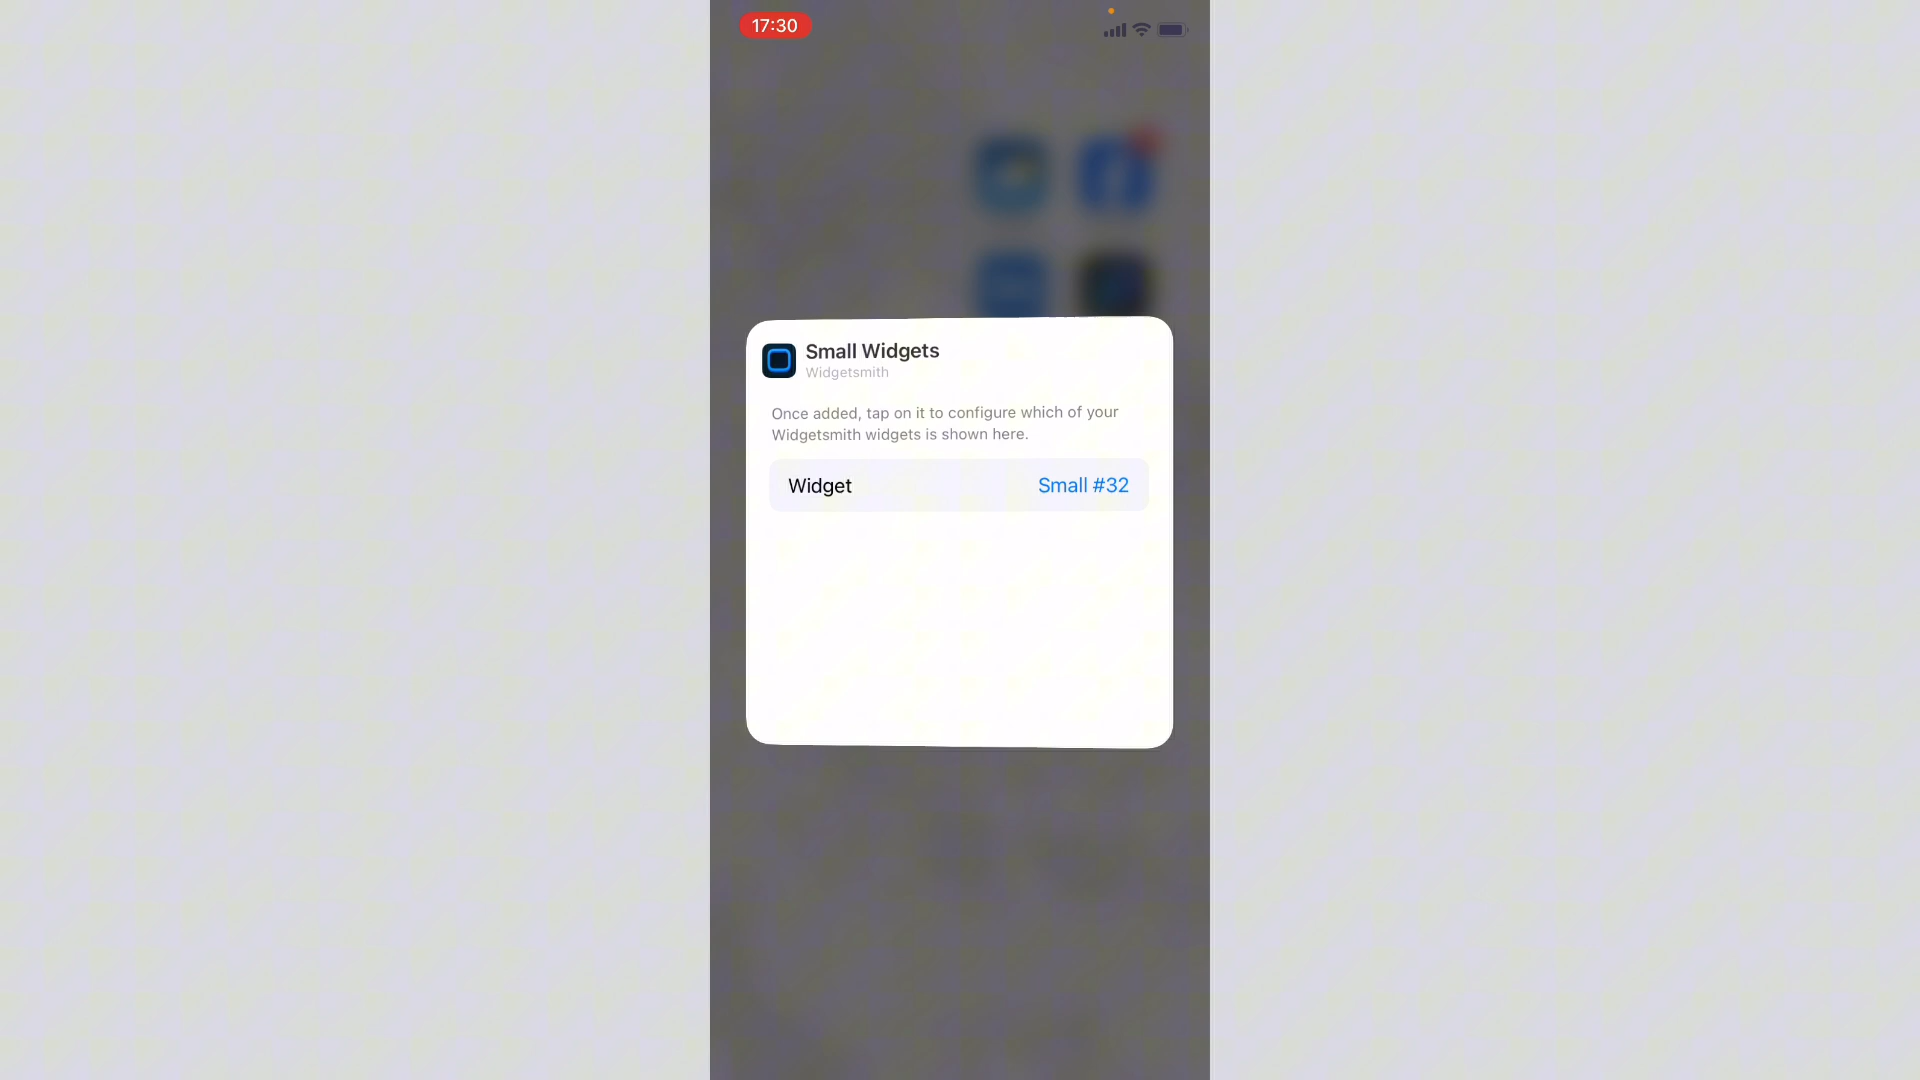 17:30
Small Widgets
Widgetsmith
Once added, tap on it to configure which of your
Widgetsmith widgets is shown here.
Widget
Small #32